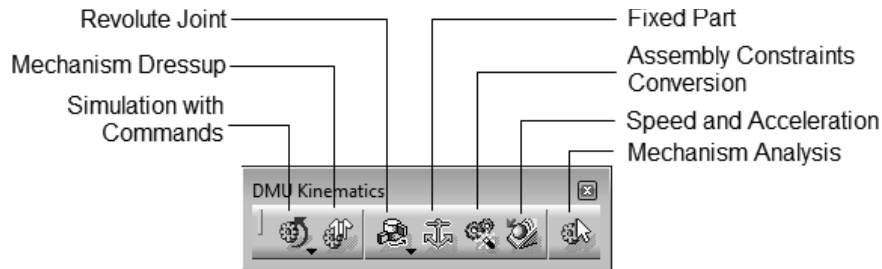 Revolute Joint
Fixed Part
Mechanism Dressup
Assembly Constraints
Conversion
Simulation with
Commands
Speed and Acceleration
Mechanism Analysis
DMU Kinematics